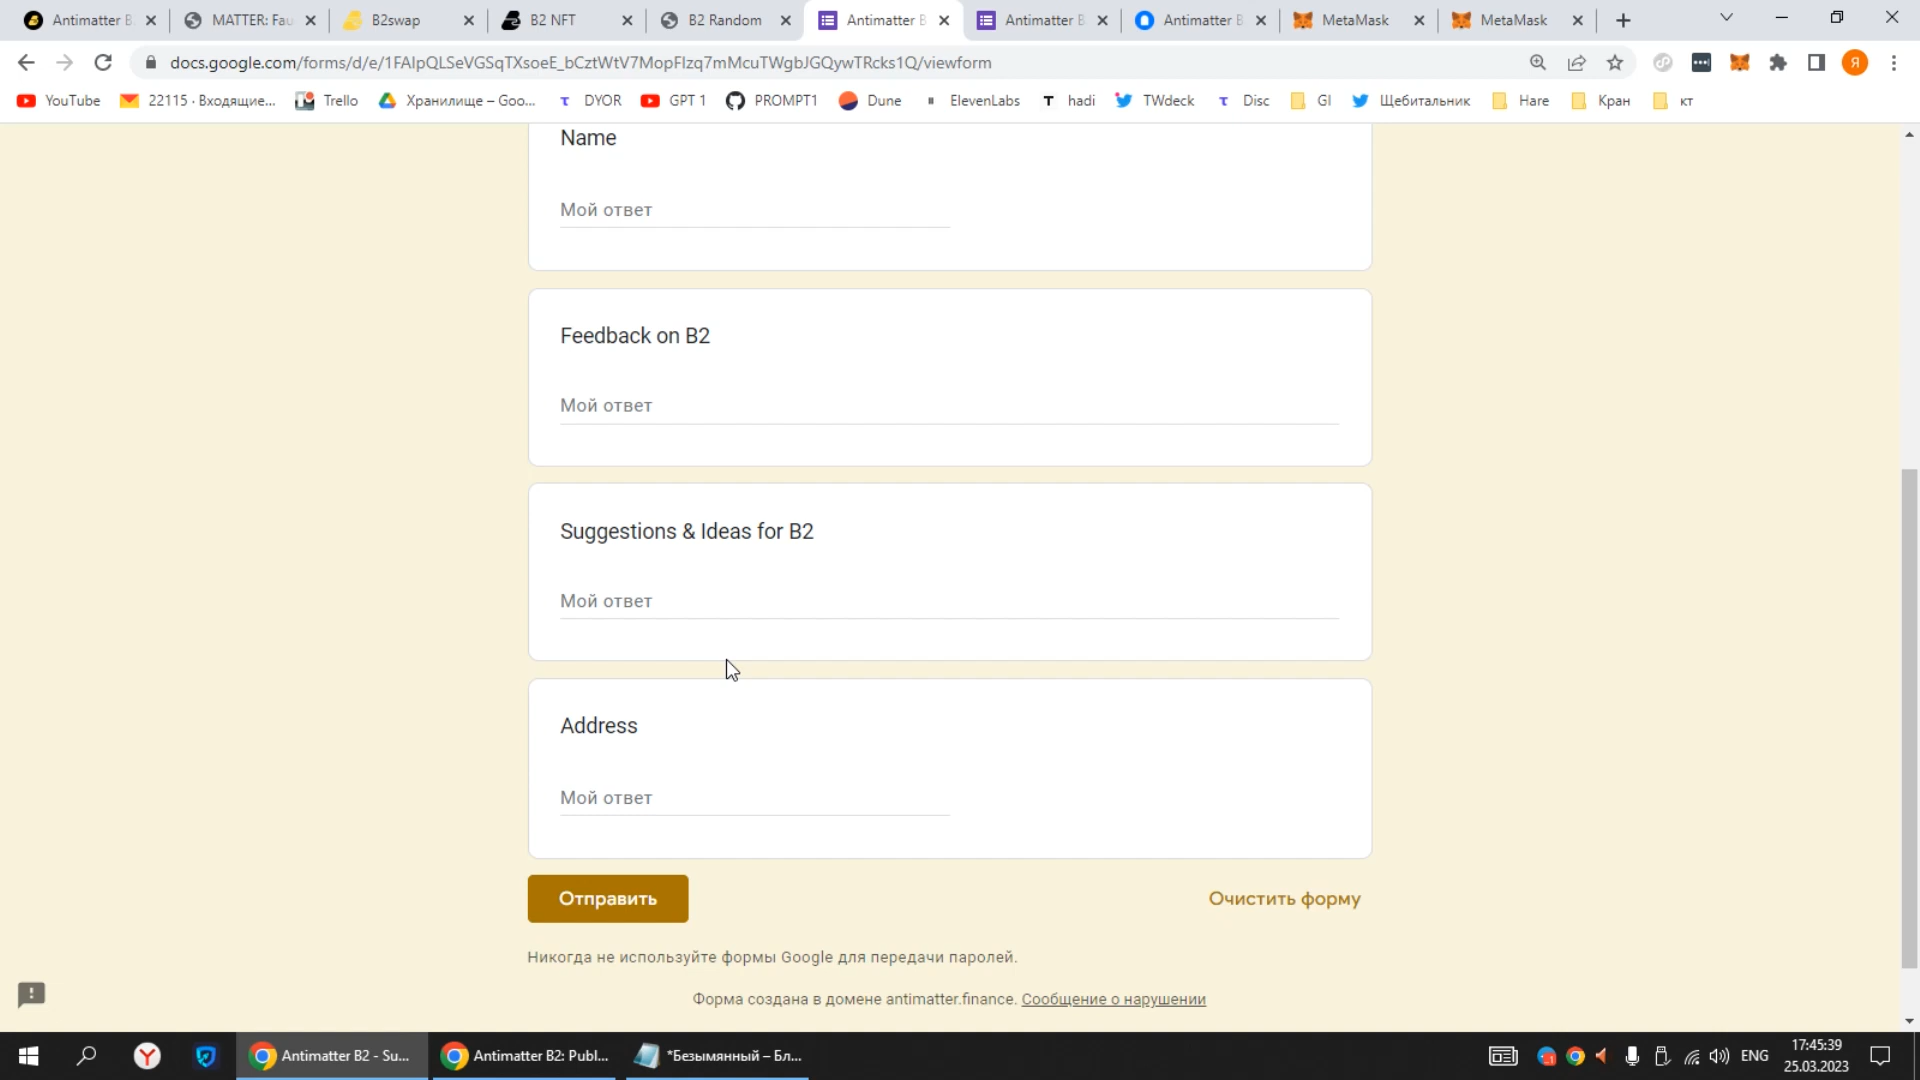 Antimatter B
MATTER: Fau
B2swap
B2 NFT
B2 Random
Antimatter B
Antimatter B
Antimatter B
MetaMask
MetaMask
docs.google.com/forms/d/e/1FAIpQLSeVGSqTXsoeE_bCztWtV7MopFlzq7mMcuTWgbJGQywTRcks1Q/viewform
Я
YouTube
22115 · Входящие...
Trello
Хранилище – Goo...
DYOR
GPT 1
PROMPT1
Dune
ElevenLabs
hadi
TWdeck
Disc
GI
Щебитальник
Hare
Кран
кт
Name
Мой ответ
Feedback on B2
Мой ответ
Suggestions & Ideas for B2
Мой ответ
Address
Мой ответ
Отправить
Очистить форму
Никогда не используйте формы Google для передачи паролей.
Форма создана в домене antimatter.finance. Сообщение о нарушении
Antimatter B2 - Su...
Antimatter B2: Publ...
*Безымянный – Бл...
ENG
17:45:39
25.03.2023